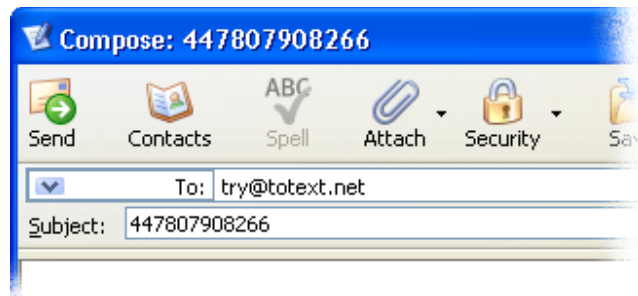 Compose: 447807908266
ABC
Send Contacts Spell Attach Security
To: try@totext.net
Subject: 447807908266